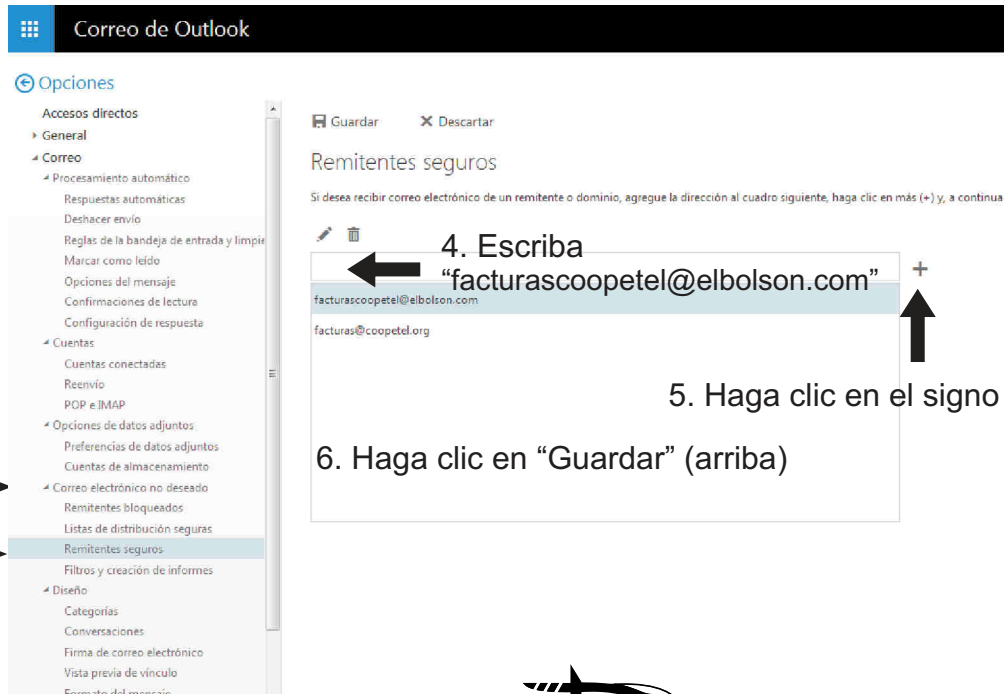 Correo de Outlook
Opciones
Accesos directos
General
Correo
Procesamiento automático
Respuestas automáticas
Deshacer envío
Reglas de la bandeja de entrada y limpie
Marcar como leído
Opciones del mensaje
Confirmaciones de lectura
Configuración de respuesta
Cuentas
Cuentas conectadas
Reenvío
POP e IMAP
Opciones de datos adjuntos
Preferencias de datos adjuntos
Cuentas de almacenamiento
Correo electrónico no deseado
Remitentes bloqueados
Listas de distribución seguras
Remitentes seguros
Filtros y creación de informes
Diseño
Categorías
Conversaciones
Firma de correo electrónico
Vista previa de vínculo
Formato del mensaje
Guardar Descartar
Remitentes seguros
Si desea recibir correo electrónico de un remitente o dominio, agregue la dirección al cuadro siguiente, haga clic en más (+) y, a continua
4. Escriba
“facturascoopetel@elbolson.com”
+
facturascoopetel@elbolson.com
facturas@coopetel.org
5. Haga clic en el signo
6. Haga clic en “Guardar” (arriba)